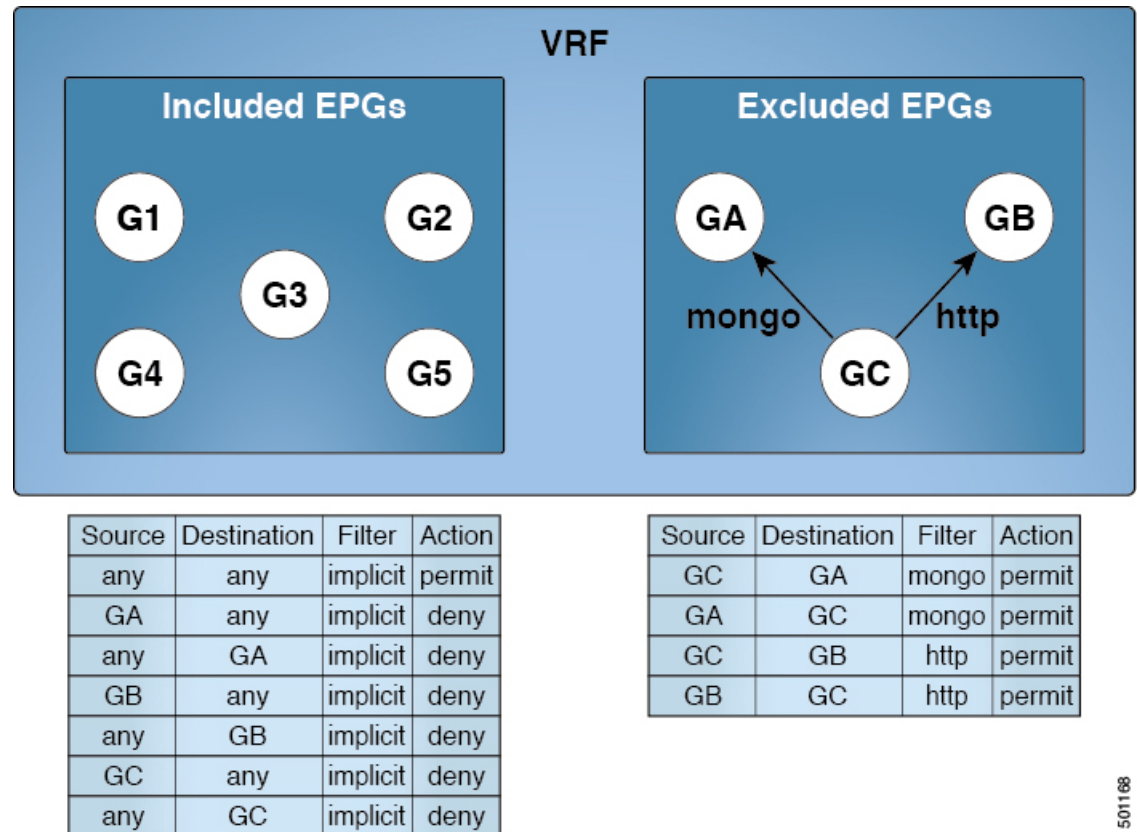 VRF
Included EPGs
G1
G2
G3
G4
G5
Excluded EPGs
GA
GB
mongo
http
GC
Source Destination Filter Action
any any implicit permit
GA any implicit deny
any GA implicit deny
GB any implicit deny
any GB implicit deny
GC any implicit deny
any GC implicit deny
Source Destination Filter Action
GC GA mongo permit
GA GC mongo permit
GC GB http permit
GB GC http permit
501168